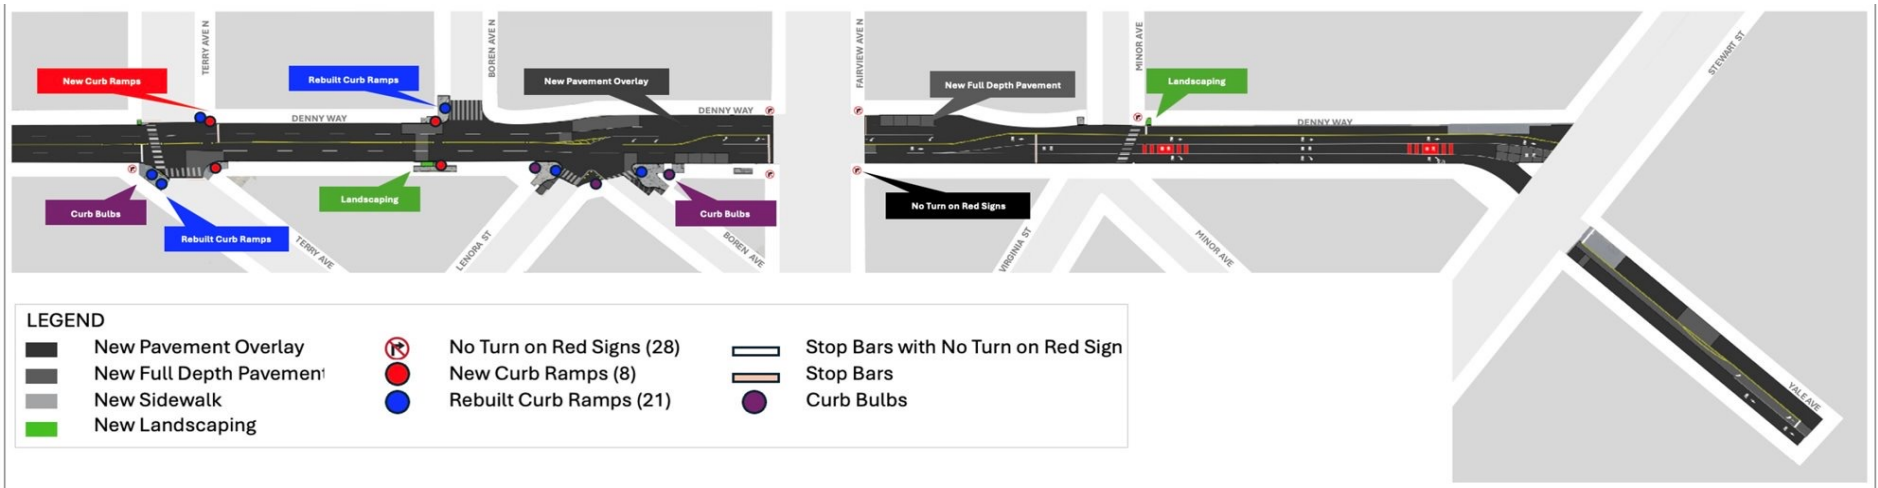 TERRY AVE N
BOREN AVE N
FAIRVIEW AVE N
MINOR AVE
STEWART ST
New Curb Ramps
Rebuilt Curb Ramps
New Pavement Overlay
New Full Depth Pavement
Landscaping
DENNY WAY
DENNY WAY
DENNY WAY
Curb Bulbs
Rebuilt Curb Ramps
Landscaping
Curb Bulbs
No Turn on Red Signs
TERRY AVE
LENORA ST
BOREN AVE
VIRGINIA ST
MINOR AVE
YALE AVE
LEGEND
New Pavement Overlay
New Full Depth Pavement
New Sidewalk
New Landscaping
No Turn on Red Signs (28)
New Curb Ramps (8)
Rebuilt Curb Ramps (21)
Stop Bars with No Turn on Red Sign
Stop Bars
Curb Bulbs